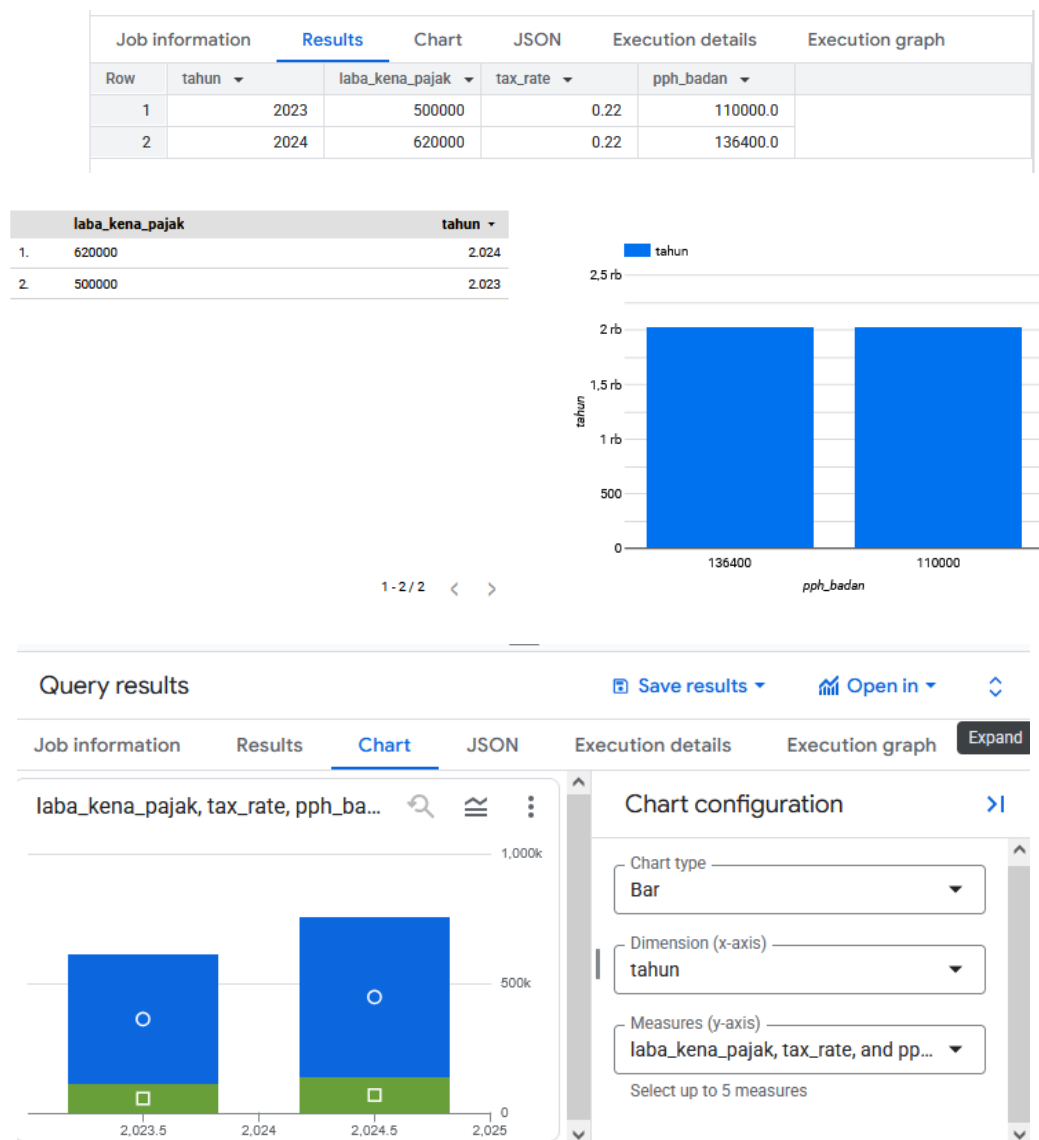 Job information Results Chart JSON Execution details Execution graph
Row tahun laba_kena_pajak tax_rate pph_badan
1 2023 500000 0.22 110000.0
2 2024 620000 0.22 136400.0
laba_kena_pajak tahun
1. 620000 2.024
2. 500000 2.023
1 - 2 / 2
tahun
2,5 rb
2 rb
1,5 rb
1 rb
500
0
tahun
136400 110000
pph_badan
Query results Save results Open in
Job information Results Chart JSON Execution details Execution graph Expand
laba_kena_pajak, tax_rate, pph_ba...
1,000k
500k
0
2,023.5 2,024 2,024.5 2,025
Chart configuration
Chart type
Bar
Dimension (x-axis)
tahun
Measures (y-axis)
laba_kena_pajak, tax_rate, and pp...
Select up to 5 measures